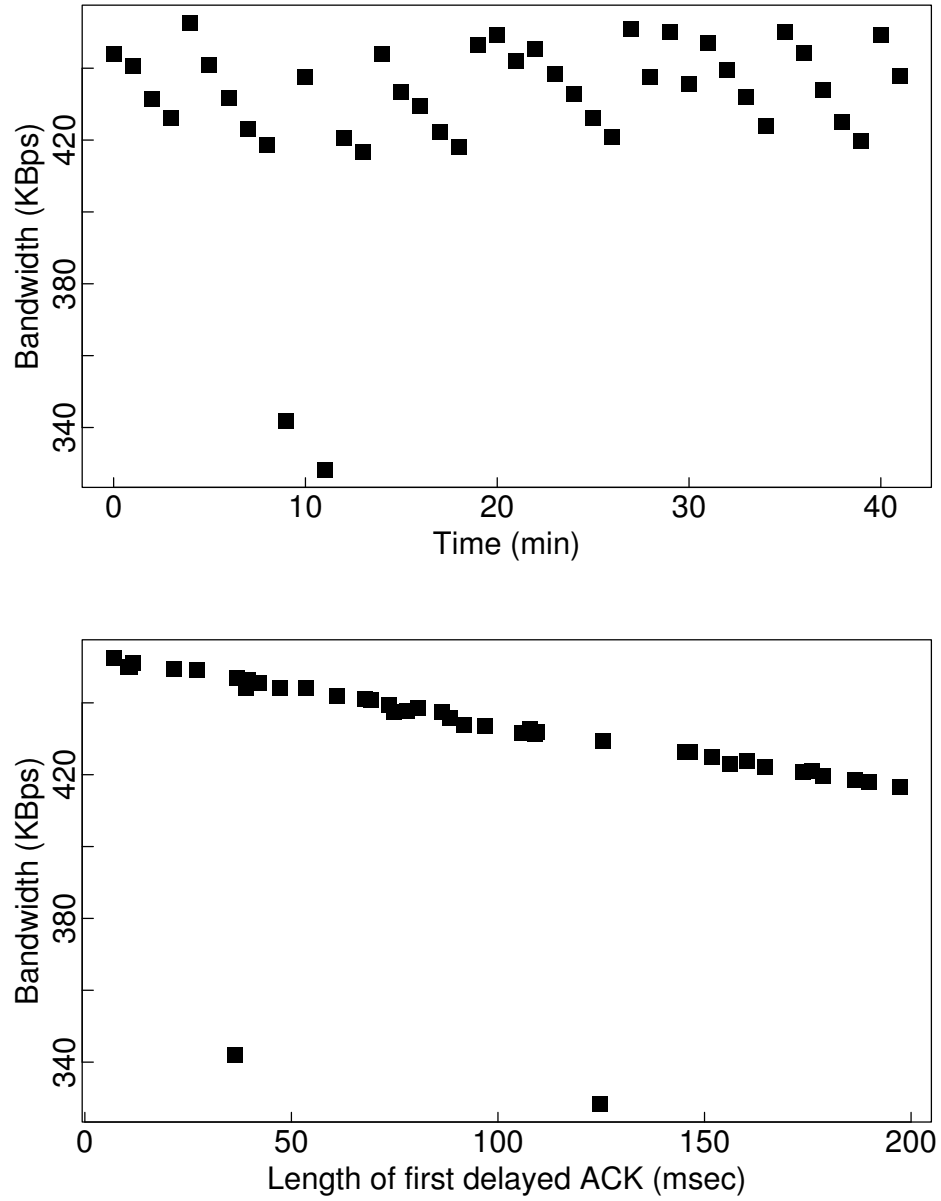 Bandwidth (KBps)
420
380
340
0 10 20 30 40
Time (min)
Bandwidth (KBps)
420
380
340
0 50 100 150 200
Length of first delayed ACK (msec)